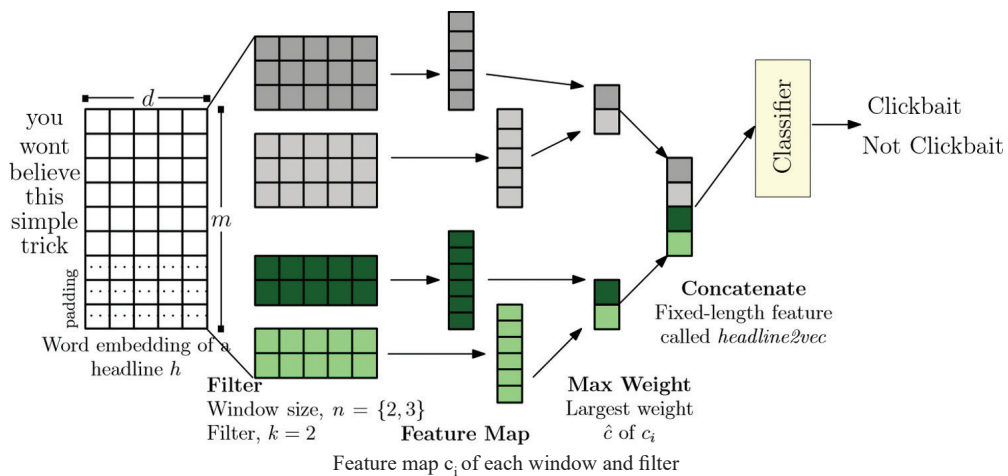 d
you
wont
believe
this
simple
trick
padding
m
Word embedding of a
headline h
Filter
Window size, n = {2, 3}
Filter, k = 2
Feature Map
Feature map c_i of each window and filter
Max Weight
Largest weight
ĉ of c_i
Concatenate
Fixed-length feature
called headline2vec
Classifier
Clickbait
Not Clickbait